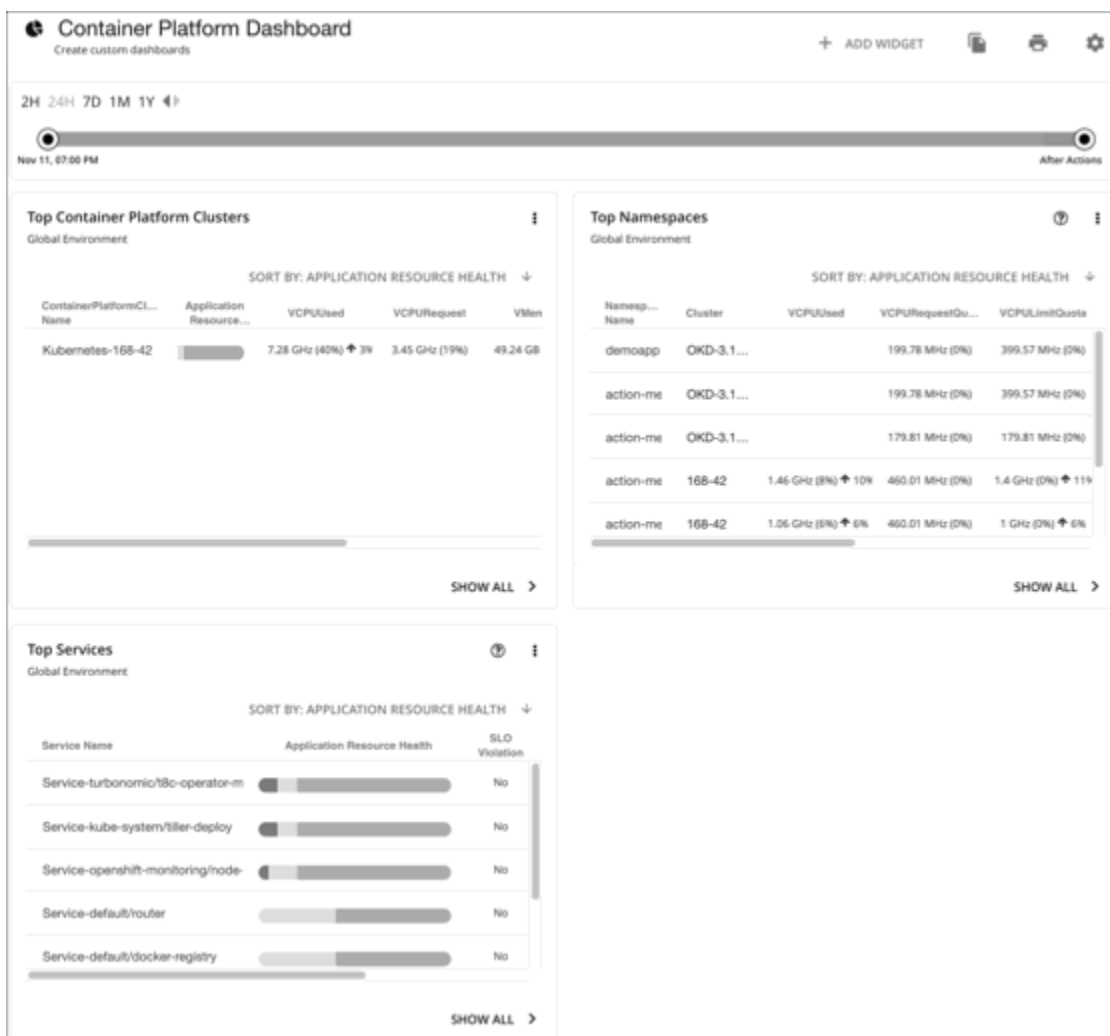 Container Platform Dashboard
Create custom dashboards
+ ADD WIDGET
2H 24H 7D 1M 1Y
Nov 11, 07:00 PM
After Actions
Top Container Platform Clusters
Global Environment
SORT BY: APPLICATION RESOURCE HEALTH
ContainerPlatformCl... Name
Application Resource...
VCPUUsed
VCPURequest
VMen
Kubernetes-168-42
7.28 GHz (40%) 3%
3.45 GHz (19%)
49.24 GB
SHOW ALL >
Top Namespaces
Global Environment
SORT BY: APPLICATION RESOURCE HEALTH
Namesp... Name
Cluster
VCPUUsed
VCPURequestQu...
VCPULimitQuota
demoapp OKD-3.1... 199.78 MHz (0%) 399.57 MHz (0%)
action-me OKD-3.1... 199.78 MHz (0%) 399.57 MHz (0%)
action-me OKD-3.1... 179.81 MHz (0%) 179.81 MHz (0%)
action-me 168-42 1.46 GHz (8%) 10% 460.01 MHz (0%) 1.4 GHz (0%) 11%
action-me 168-42 1.06 GHz (6%) 6% 460.01 MHz (0%) 1 GHz (0%) 6%
SHOW ALL >
Top Services
Global Environment
SORT BY: APPLICATION RESOURCE HEALTH
Service Name
Application Resource Health
SLO Violation
Service-turbonomic/t8c-operator-m No
Service-kube-system/tiller-deploy No
Service-openshift-monitoring/node- No
Service-default/router No
Service-default/docker-registry No
SHOW ALL >